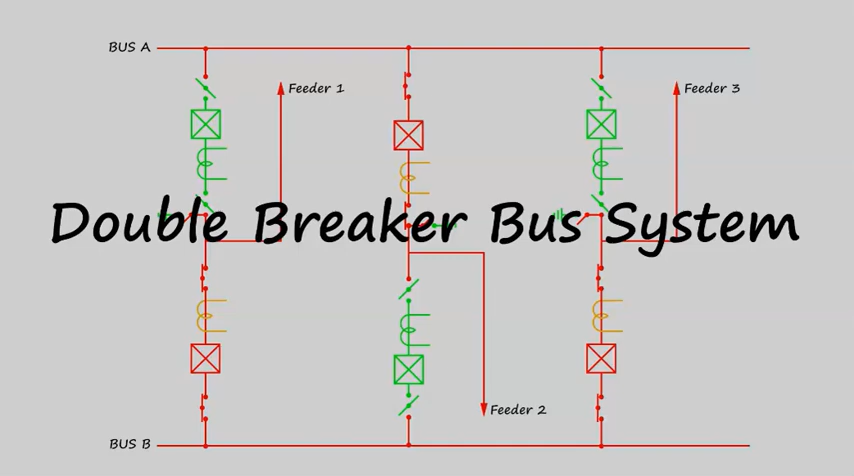 BUS A
Feeder 1
Feeder 3
Double Breaker Bus System
Feeder 2
BUS B